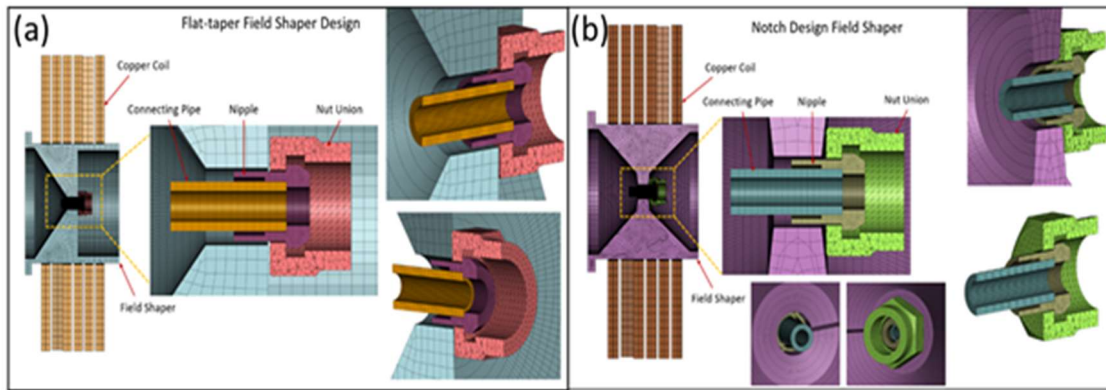 (a)
Flat-taper Field Shaper Design
Copper Coil
Connecting Pipe
Nipple
Nut Union
Field Shaper
(b)
Notch Design Field Shaper
Copper Coil
Connecting Pipe
Nipple
Nut Union
Field Shaper